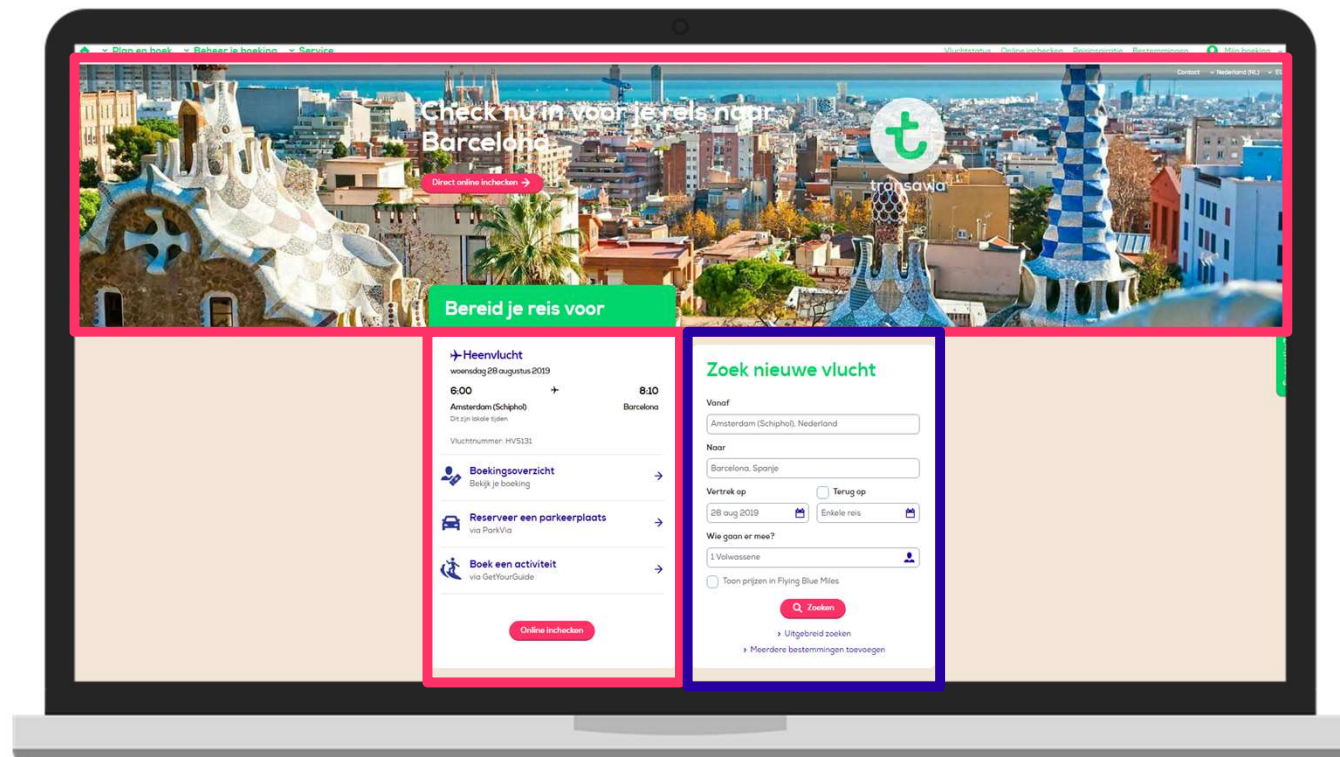 Plan en boek Beheer je boeking Service Vluchtstatus Online inchecken Reisinspiratie Bestemmingen Mijn boeking
Contact Nederland (NL)
Check nu in voor je reis naar
Barcelona
Direct online inchecken →
t
transavia
Bereid je reis voor
Heenvlucht
woensdag 28 augustus 2019
6:00 8:10
Amsterdam (Schiphol) Barcelona
Dit zijn lokale tijden
Vluchtnummer: HV5131
Boekingsoverzicht
Bekijk je boeking
Reserveer een parkeerplaats
via ParkVia
Boek een activiteit
via GetYourGuide
Online inchecken
Zoek nieuwe vlucht
Vanaf
Amsterdam (Schiphol), Nederland
Naar
Barcelona, Spanje
Vertrek op Terug op
28 aug 2019 Enkele reis
Wie gaan er mee?
1 Volwassene
Toon prijzen in Flying Blue Miles
Zoeken
› Uitgebreid zoeken
› Meerdere bestemmingen toevoegen